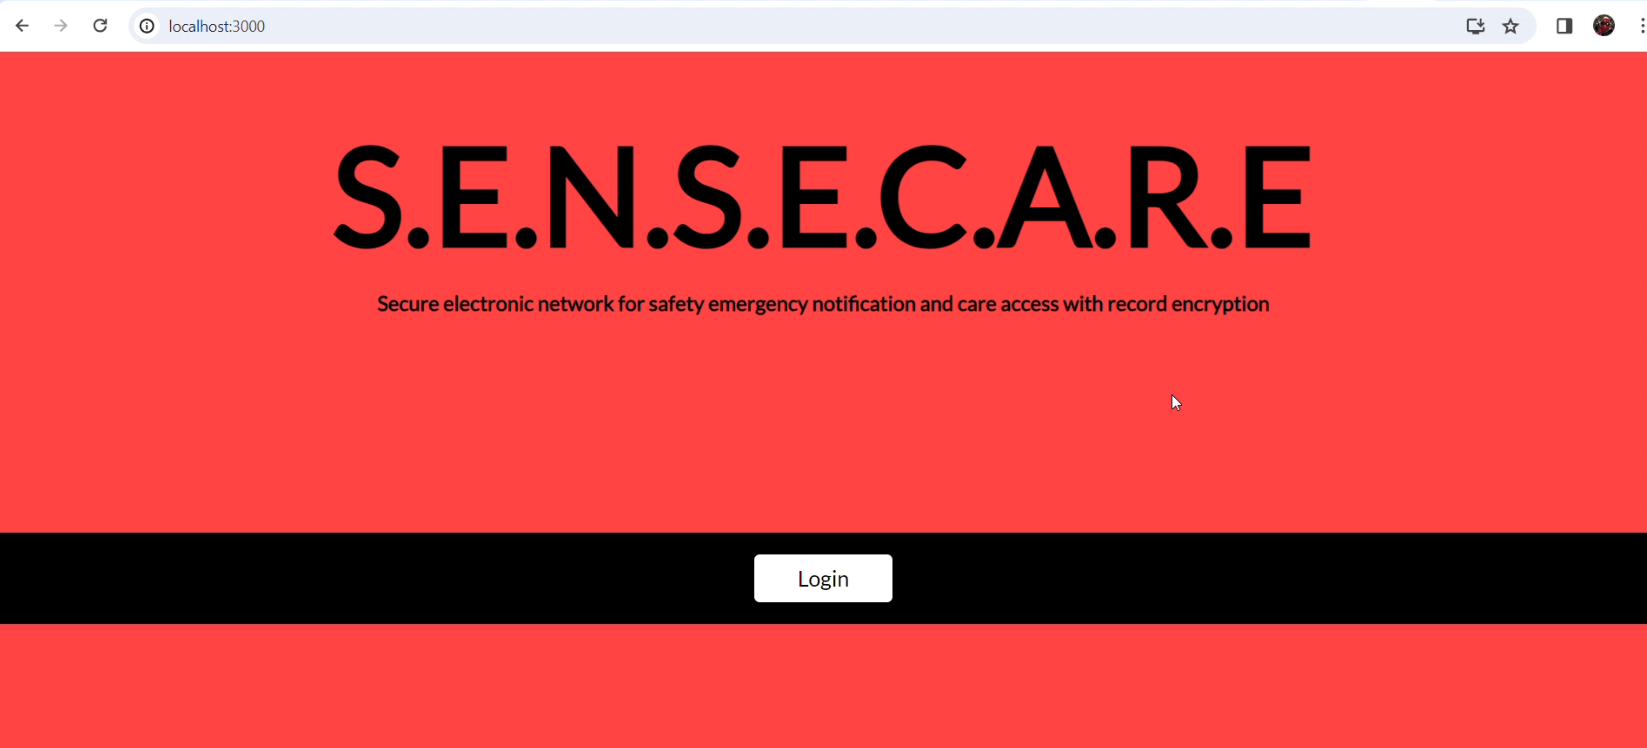 localhost:3000
S.E.N.S.E.C.A.R.E
Secure electronic network for safety emergency notification and care access with record encryption
Login